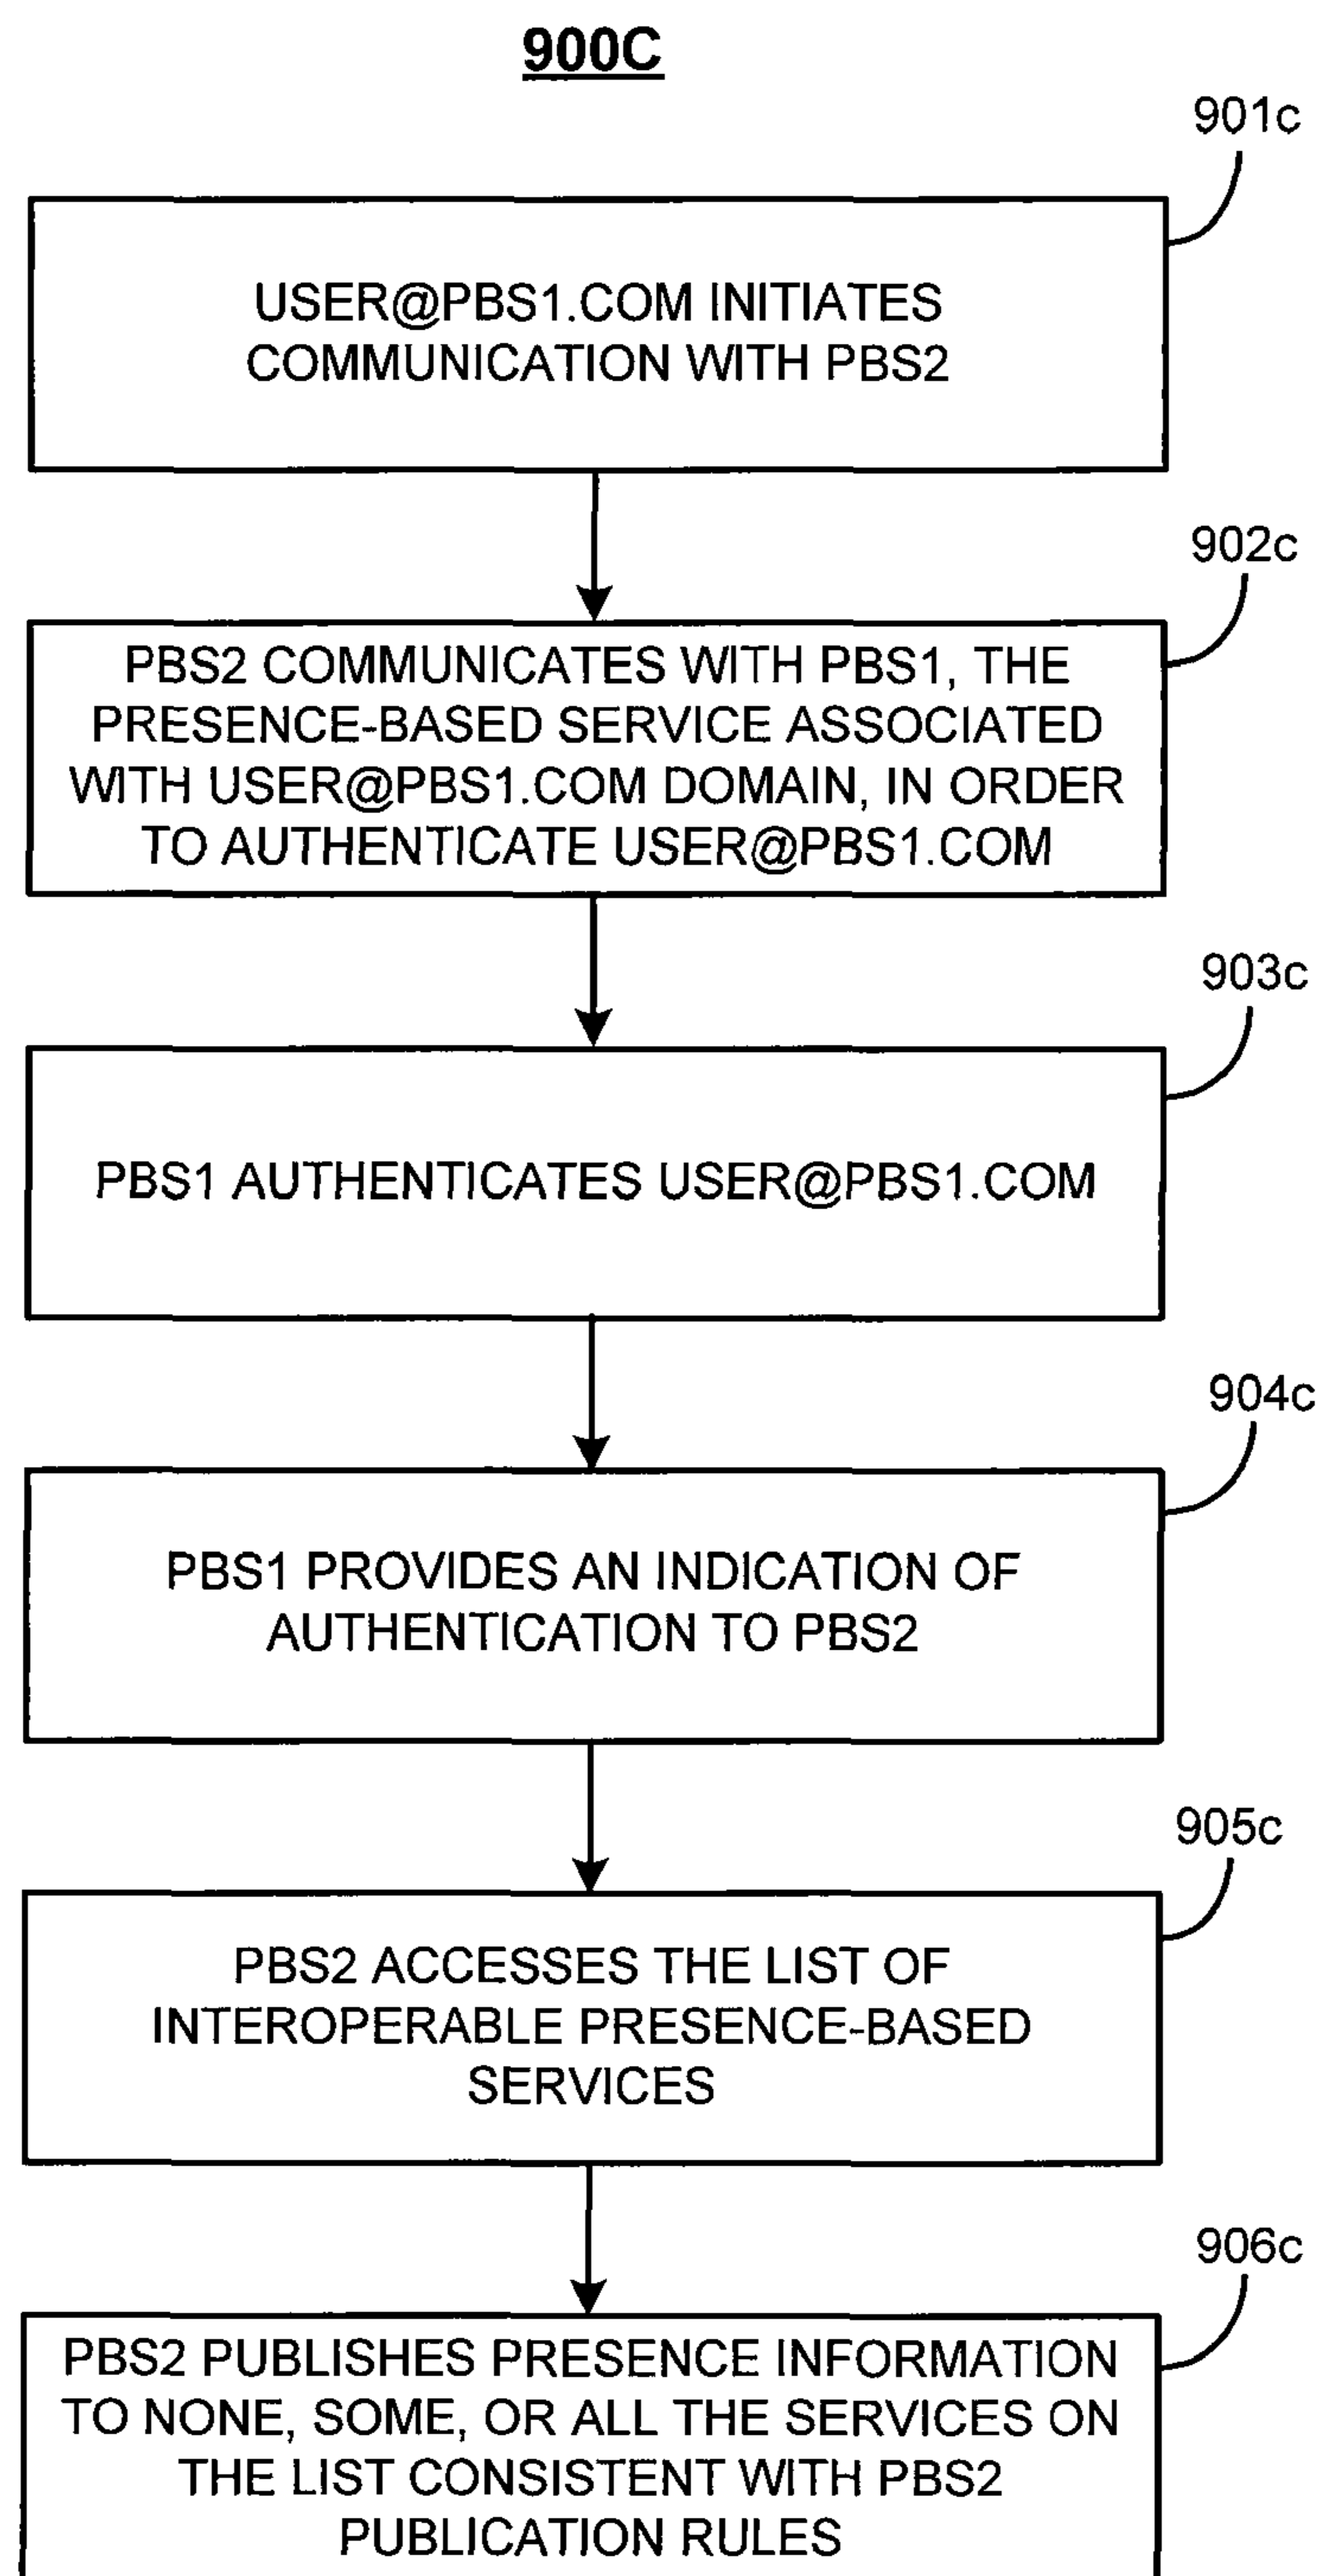 900C
901c
USER@PBS1.COM INITIATES
COMMUNICATION WITH PBS2
902c
PBS2 COMMUNICATES WITH PBS1, THE
PRESENCE-BASED SERVICE ASSOCIATED
WITH USER@PBS1.COM DOMAIN, IN ORDER
TO AUTHENTICATE USER@PBS1.COM
903c
PBS1 AUTHENTICATES USER@PBS1.COM
904c
PBS1 PROVIDES AN INDICATION OF
AUTHENTICATION TO PBS2
905c
PBS2 ACCESSES THE LIST OF
INTEROPERABLE PRESENCE-BASED
SERVICES
906c
PBS2 PUBLISHES PRESENCE INFORMATION
TO NONE, SOME, OR ALL THE SERVICES ON
THE LIST CONSISTENT WITH PBS2
PUBLICATION RULES